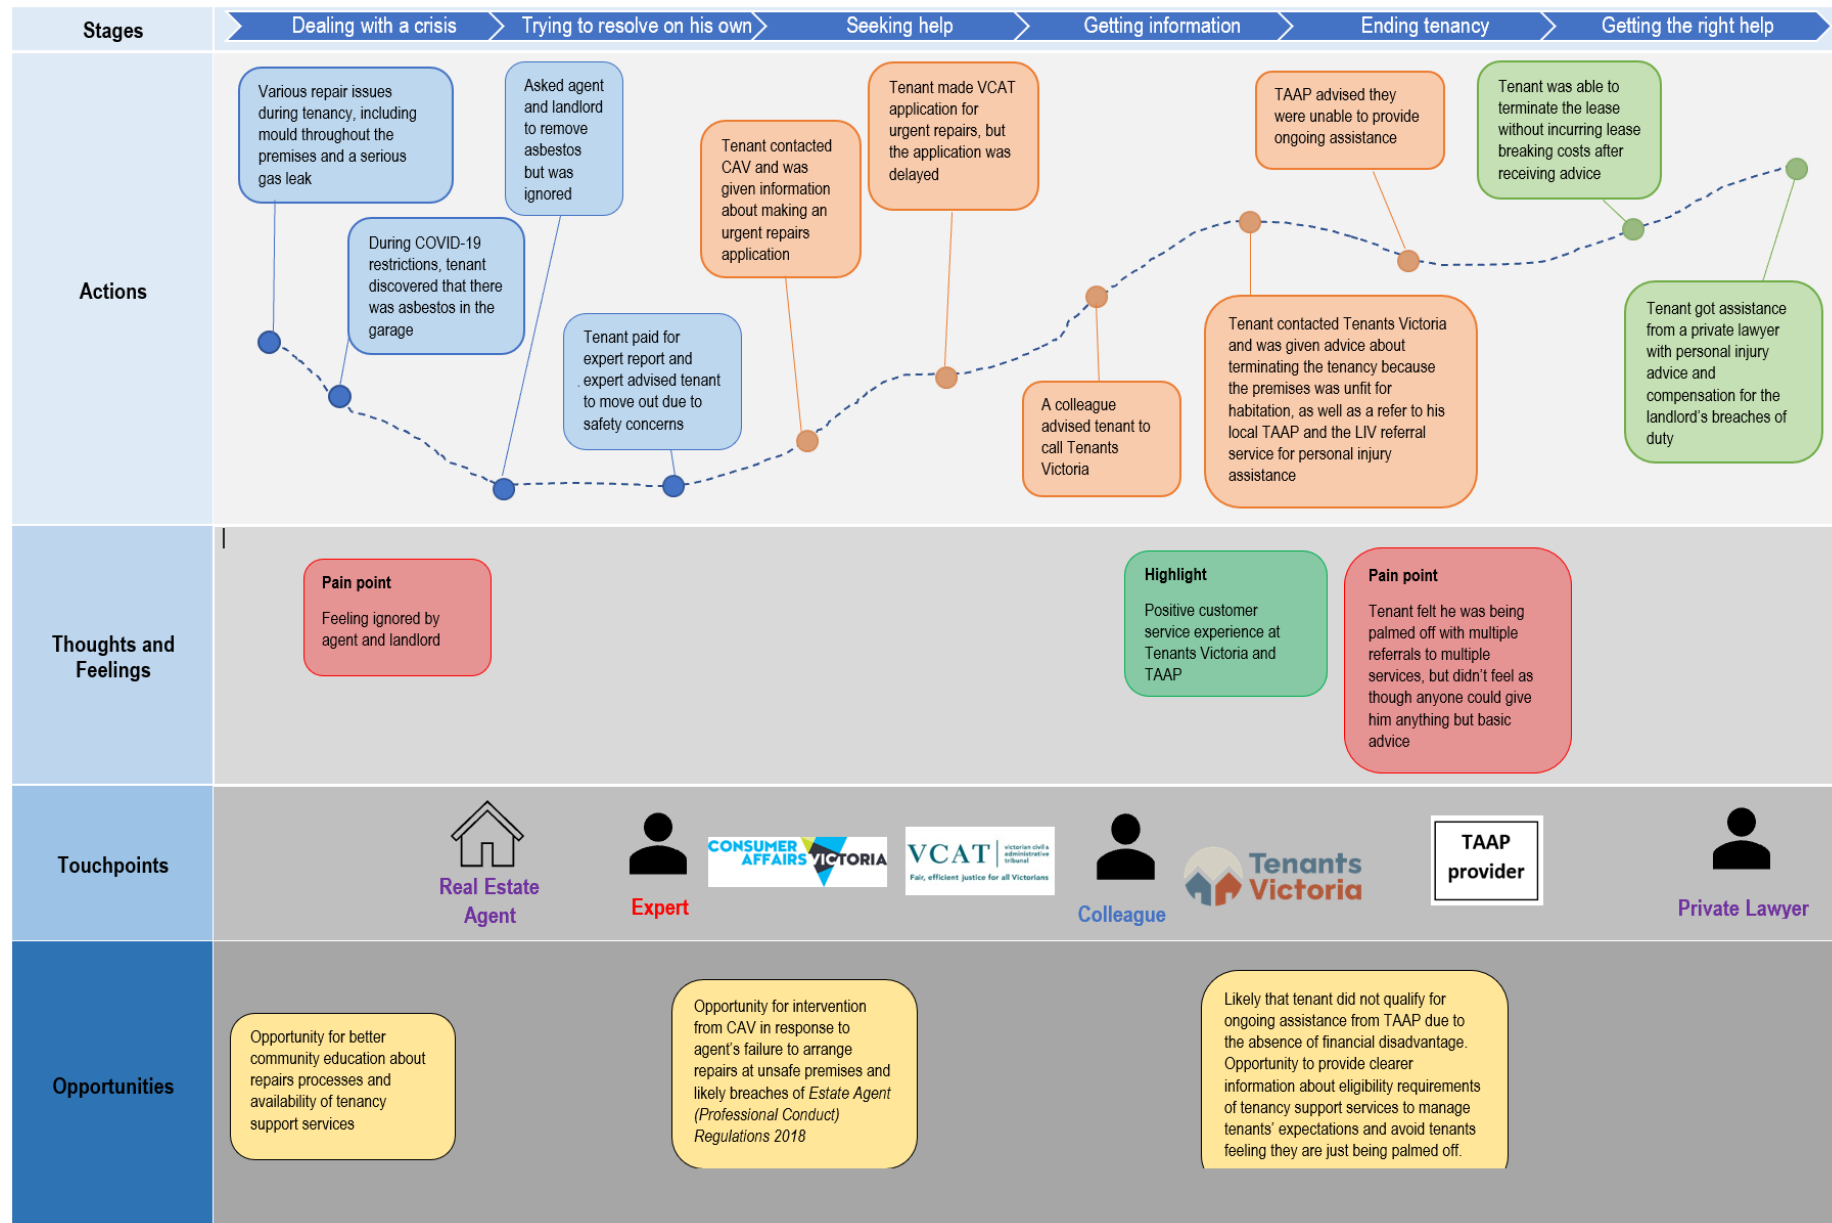 Stages
Dealing with a crisis
Trying to resolve on his own
Seeking help
Getting information
Ending tenancy
Getting the right help
Actions
Various repair issues
during tenancy, including
mould throughout the
premises and a serious
gas leak
During COVID-19
restrictions, tenant
discovered that there
was asbestos in the
garage
Asked agent
and landlord
to remove
asbestos
but was
ignored
Tenant paid for
expert report and
expert advised tenant
to move out due to
safety concerns
Tenant contacted
CAV and was
given information
about making an
urgent repairs
application
Tenant made VCAT
application for
urgent repairs, but
the application was
delayed
A colleague
advised tenant to
call Tenants
Victoria
Tenant contacted Tenants Victoria
and was given advice about
terminating the tenancy because
the premises was unfit for
habitation, as well as a refer to his
local TAAP and the LIV referral
service for personal injury
assistance
TAAP advised they
were unable to provide
ongoing assistance
Tenant was able to
terminate the lease
without incurring lease
breaking costs after
receiving advice
Tenant got assistance
from a private lawyer
with personal injury
advice and
compensation for the
landlord's breaches of
duty
Thoughts and
Feelings
Pain point
Feeling ignored by
agent and landlord
Highlight
Positive customer
service experience at
Tenants Victoria and
TAAP
Pain point
Tenant felt he was being
palmed off with multiple
referrals to multiple
services, but didn't feel as
though anyone could give
him anything but basic
advice
Touchpoints
Real Estate
Agent
Expert
CONSUMER
AFFAIRS VICTORIA
VCAT
victorian civil &
administrative
tribunal
Fair, efficient justice for all Victorians
Colleague
Tenants
Victoria
TAAP
provider
Private Lawyer
Opportunities
Opportunity for better
community education about
repairs processes and
availability of tenancy
support services
Opportunity for intervention
from CAV in response to
agent's failure to arrange
repairs at unsafe premises and
likely breaches of Estate Agent
(Professional Conduct)
Regulations 2018
Likely that tenant did not qualify for
ongoing assistance from TAAP due to
the absence of financial disadvantage.
Opportunity to provide clearer
information about eligibility requirements
of tenancy support services to manage
tenants' expectations and avoid tenants
feeling they are just being palmed off.